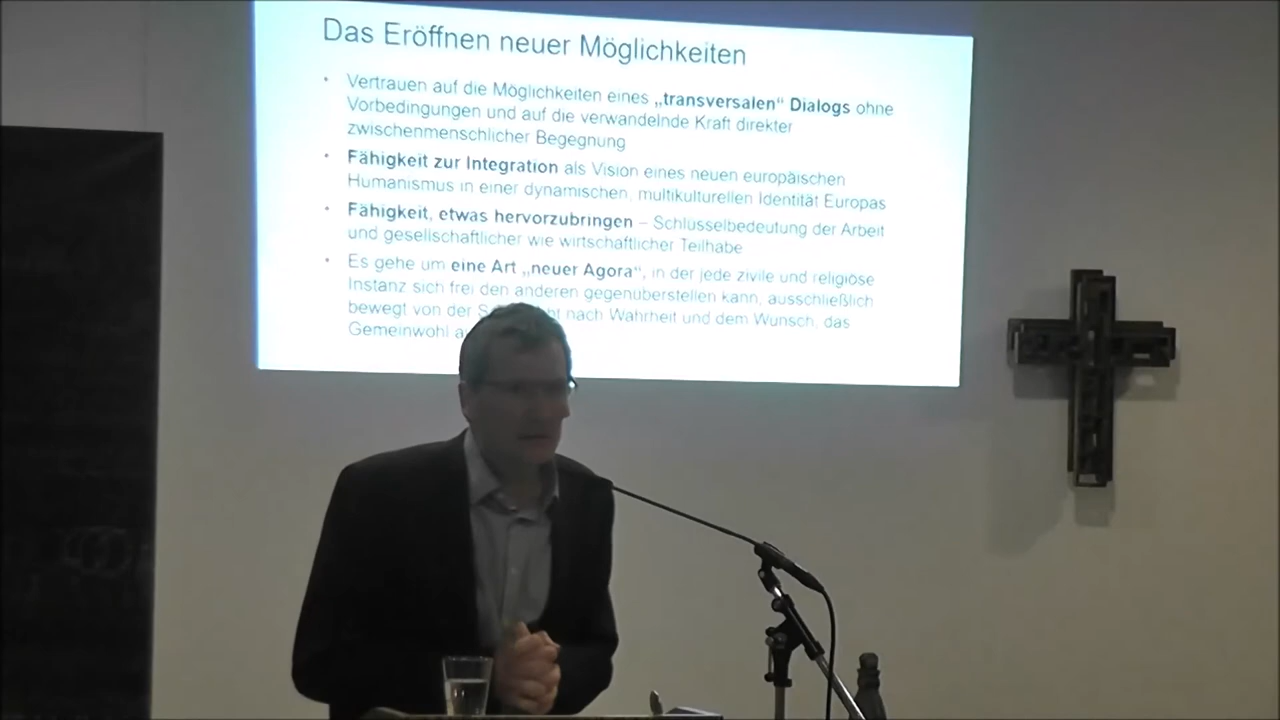 Das Eröffnen neuer Möglichkeiten
• Vertrauen auf die Möglichkeiten eines „transversalen“ Dialogs ohne
Vorbedingungen und auf die verwandelnde Kraft direkter
zwischenmenschlicher Begegnung
• Fähigkeit zur Integration als Vision eines neuen europäischen
Humanismus in einer dynamischen, multikulturellen Identität Europas
• Fähigkeit, etwas hervorzubringen – Schlüsselbedeutung der Arbeit
und gesellschaftlicher wie wirtschaftlicher Teilhabe
• Es gehe um eine Art „neuer Agora“, in der jede zivile und religiöse
Instanz sich frei den anderen gegenüberstellen kann, ausschließlich
bewegt von der nach Wahrheit und dem Wunsch, das
Gemeinwohl